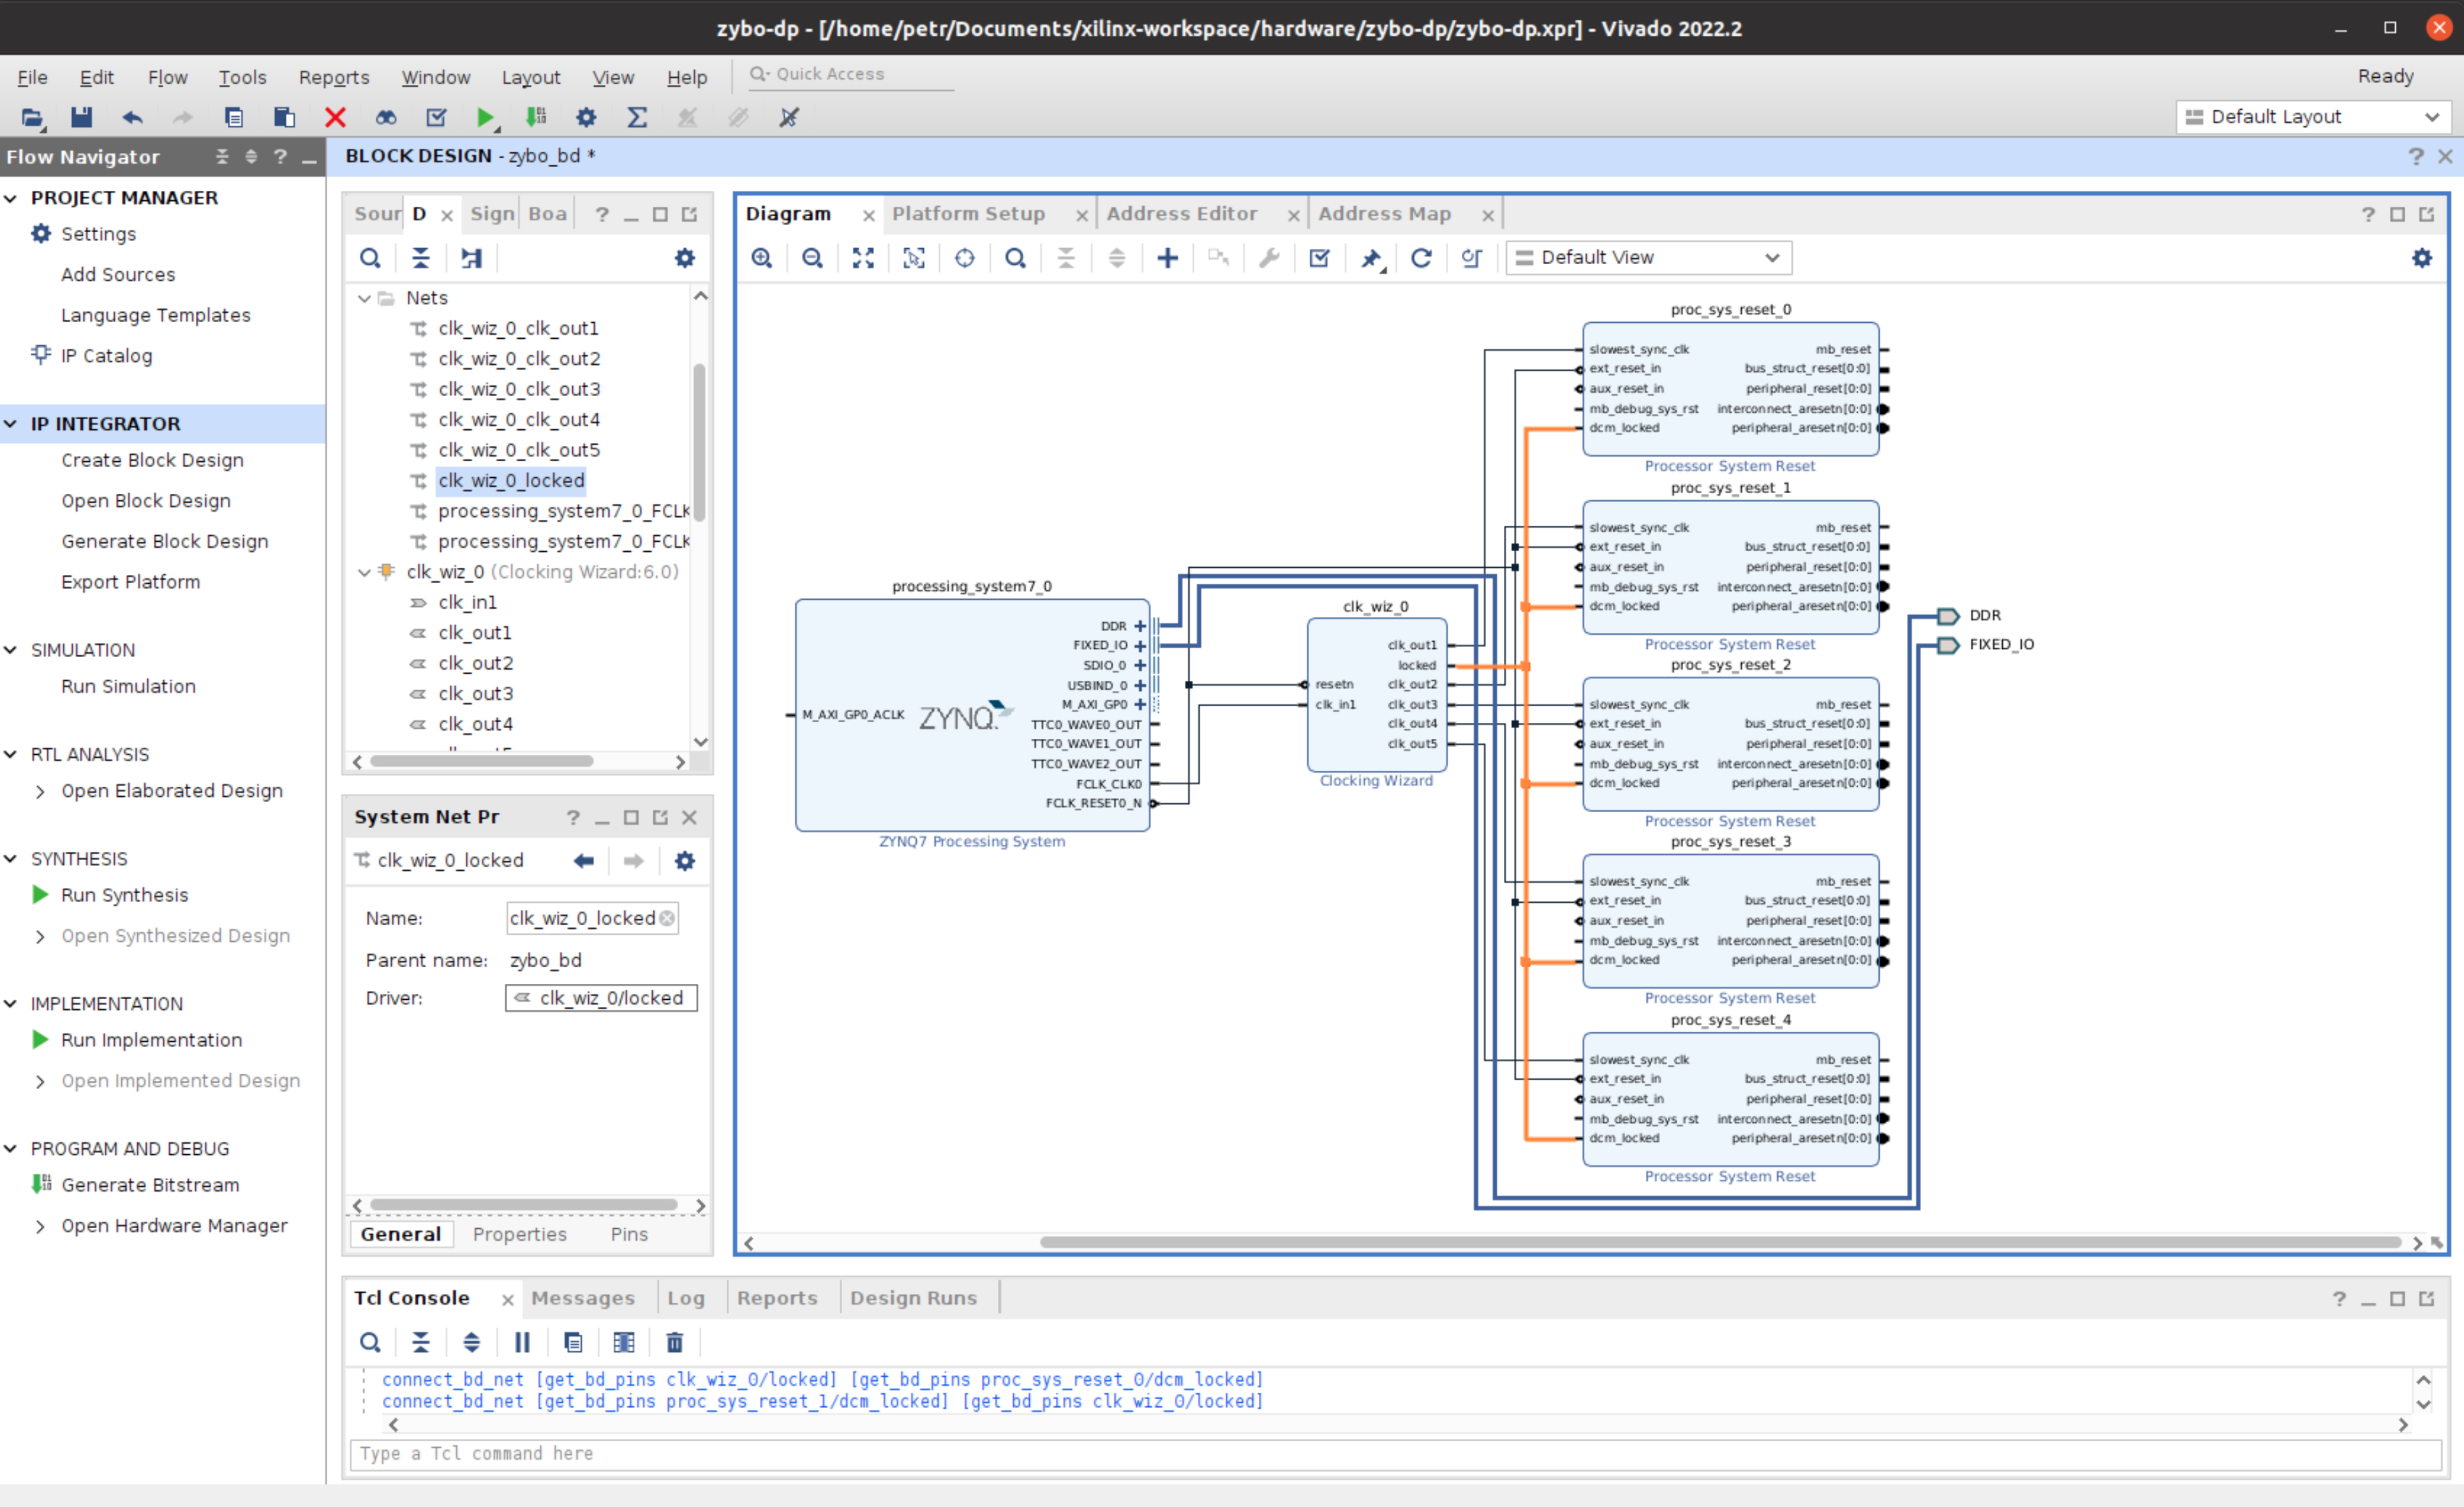 zybo-dp - [/home/petr/Documents/xilinx-workspace/hardware/zybo-dp/zybo-dp.xpr] - Vivado 2022.2
File Edit Flow Tools Reports Window Layout View Help Quick Access Ready
Default Layout
Flow Navigator
PROJECT MANAGER
Settings
Add Sources
Language Templates
IP Catalog
IP INTEGRATOR
Create Block Design
Open Block Design
Generate Block Design
Export Platform
SIMULATION
Run Simulation
RTL ANALYSIS
Open Elaborated Design
SYNTHESIS
Run Synthesis
Open Synthesized Design
IMPLEMENTATION
Run Implementation
Open Implemented Design
PROGRAM AND DEBUG
Generate Bitstream
Open Hardware Manager
BLOCK DESIGN - zybo_bd *
Sour D Sign Boa
Nets
clk_wiz_0_clk_out1
clk_wiz_0_clk_out2
clk_wiz_0_clk_out3
clk_wiz_0_clk_out4
clk_wiz_0_clk_out5
clk_wiz_0_locked
processing_system7_0_FCLK
processing_system7_0_FCLK
clk_wiz_0 (Clocking Wizard:6.0)
clk_in1
clk_out1
clk_out2
clk_out3
clk_out4
System Net Pr
clk_wiz_0_locked
Name: clk_wiz_0_locked
Parent name: zybo_bd
Driver: clk_wiz_0/locked
General Properties Pins
Diagram Platform Setup Address Editor Address Map
Default View
processing_system7_0
M_AXI_GP0_ACLK
ZYNQ
DDR
FIXED_IO
SDIO_0
USBIND_0
M_AXI_GP0
TTC0_WAVE0_OUT
TTC0_WAVE1_OUT
TTC0_WAVE2_OUT
FCLK_CLK0
FCLK_RESET0_N
ZYNQ7 Processing System
clk_wiz_0
resetn
clk_in1
clk_out1
locked
clk_out2
clk_out3
clk_out4
clk_out5
Clocking Wizard
proc_sys_reset_0
slowest_sync_clk mb_reset
ext_reset_in bus_struct_reset[0:0]
aux_reset_in peripheral_reset[0:0]
mb_debug_sys_rst interconnect_aresetn[0:0]
dcm_locked peripheral_aresetn[0:0]
Processor System Reset
proc_sys_reset_1
slowest_sync_clk mb_reset
ext_reset_in bus_struct_reset[0:0]
aux_reset_in peripheral_reset[0:0]
mb_debug_sys_rst interconnect_aresetn[0:0]
dcm_locked peripheral_aresetn[0:0]
Processor System Reset
proc_sys_reset_2
slowest_sync_clk mb_reset
ext_reset_in bus_struct_reset[0:0]
aux_reset_in peripheral_reset[0:0]
mb_debug_sys_rst interconnect_aresetn[0:0]
dcm_locked peripheral_aresetn[0:0]
Processor System Reset
proc_sys_reset_3
slowest_sync_clk mb_reset
ext_reset_in bus_struct_reset[0:0]
aux_reset_in peripheral_reset[0:0]
mb_debug_sys_rst interconnect_aresetn[0:0]
dcm_locked peripheral_aresetn[0:0]
Processor System Reset
proc_sys_reset_4
slowest_sync_clk mb_reset
ext_reset_in bus_struct_reset[0:0]
aux_reset_in peripheral_reset[0:0]
mb_debug_sys_rst interconnect_aresetn[0:0]
dcm_locked peripheral_aresetn[0:0]
Processor System Reset
DDR
FIXED_IO
Tcl Console Messages Log Reports Design Runs
connect_bd_net [get_bd_pins clk_wiz_0/locked] [get_bd_pins proc_sys_reset_0/dcm_locked]
connect_bd_net [get_bd_pins proc_sys_reset_1/dcm_locked] [get_bd_pins clk_wiz_0/locked]
Type a Tcl command here